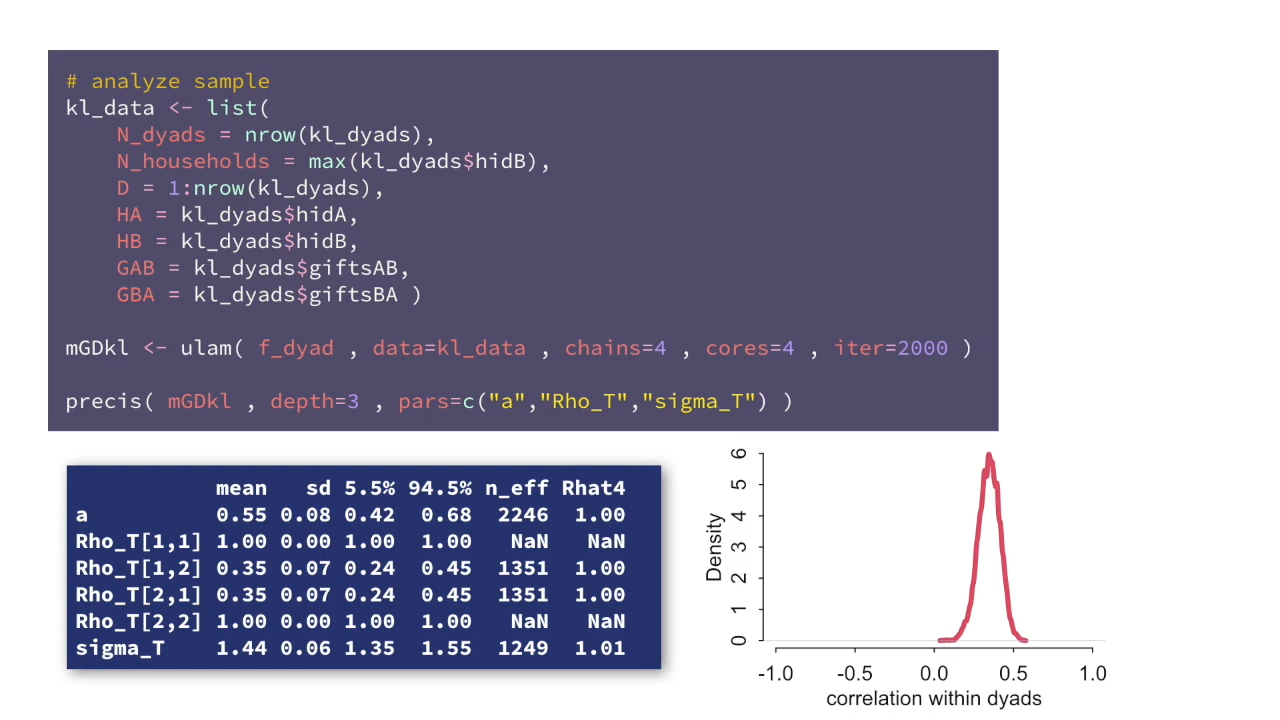 # analyze sample
kl_data <- list(
    N_dyads = nrow(kl_dyads),
    N_households = max(kl_dyads$hidB),
    D = 1:nrow(kl_dyads),
    HA = kl_dyads$hidA,
    HB = kl_dyads$hidB,
    GAB = kl_dyads$giftsAB,
    GBA = kl_dyads$giftsBA )
mGDkl <- ulam( f_dyad , data=kl_data , chains=4 , cores=4 , iter=2000 )
precis( mGDkl , depth=3 , pars=c("a","Rho_T","sigma_T") )
mean sd 5.5% 94.5% n_eff Rhat4
a 0.55 0.08 0.42 0.68 2246 1.00
Rho_T[1,1] 1.00 0.00 1.00 1.00 NaN NaN
Rho_T[1,2] 0.35 0.07 0.24 0.45 1351 1.00
Rho_T[2,1] 0.35 0.07 0.24 0.45 1351 1.00
Rho_T[2,2] 1.00 0.00 1.00 1.00 NaN NaN
sigma_T 1.44 0.06 1.35 1.55 1249 1.01
Density
6
5
4
3
2
1
0
-1.0 -0.5 0.0 0.5 1.0
correlation within dyads